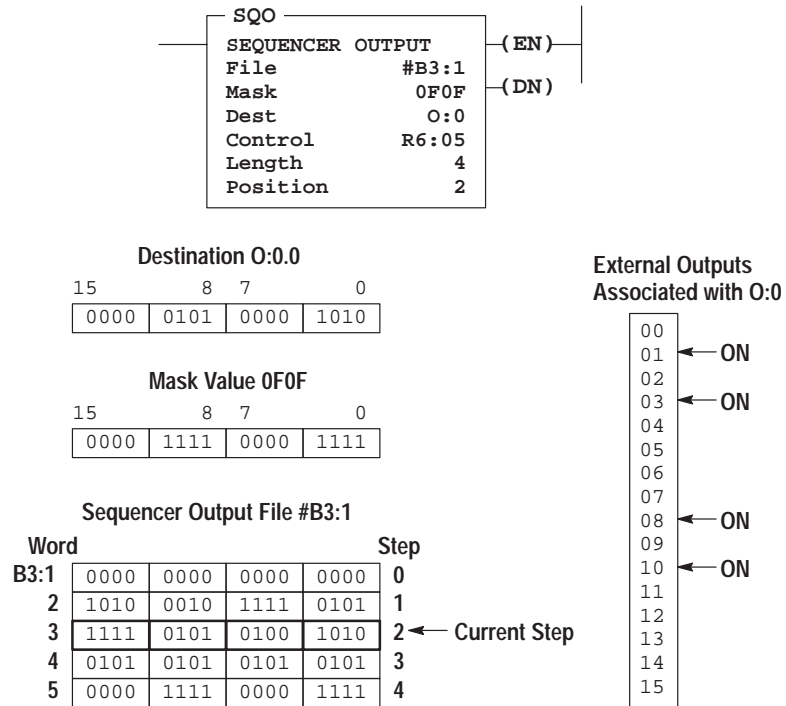 SQO
SEQUENCER OUTPUT
File #B3:1
Mask 0F0F
Dest O:0
Control R6:05
Length 4
Position 2
(EN)
(DN)
Destination O:0.0
15 8 7 0
0000 0101 0000 1010
Mask Value 0F0F
15 8 7 0
0000 1111 0000 1111
Sequencer Output File #B3:1
Word Step
B3:1 0000 0000 0000 0000 0
2 1010 0010 1111 0101 1
3 1111 0101 0100 1010 2 Current Step
4 0101 0101 0101 0101 3
5 0000 1111 0000 1111 4
External Outputs
Associated with O:0
00
01 ON
02
03 ON
04
05
06
07
08 ON
09
10 ON
11
12
13
14
15